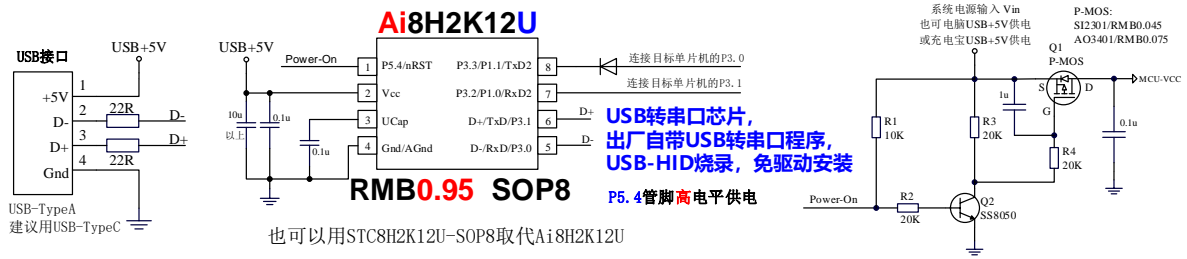 USB接口
USB+5V
1
+5V
2
22R
D-
D-
3
D+
D+
4
22R
Gnd
USB-TypeA
建议用USB-TypeC
Ai8H2K12U
USB+5V
Power-On
10u
以上
0.1u
0.1u
1
P5.4/nRST
P3.3/P1.1/TxD2
8
2
Vcc
P3.2/P1.0/RxD2
7
3
UCap
D+/TxD/P3.1
6
4
Gnd/AGnd
D-/RxD/P3.0
5
连接目标单片机的P3.0
连接目标单片机的P3.1
D+
D-
RMB0.95 SOP8
USB转串口芯片，
出厂自带USB转串口程序，
USB-HID烧录，免驱动安装
P5.4管脚高电平供电
也可以用STC8H2K12U-SOP8取代Ai8H2K12U
系统电源输入 Vin
也可电脑USB+5V供电
或充电宝USB+5V供电
P-MOS:
SI2301/RMB0.045
AO3401/RMB0.075
Q1
P-MOS
S
D
G
MCU-VCC
1u
0.1u
R1
10K
R3
20K
R4
20K
Power-On
R2
20K
Q2
SS8050